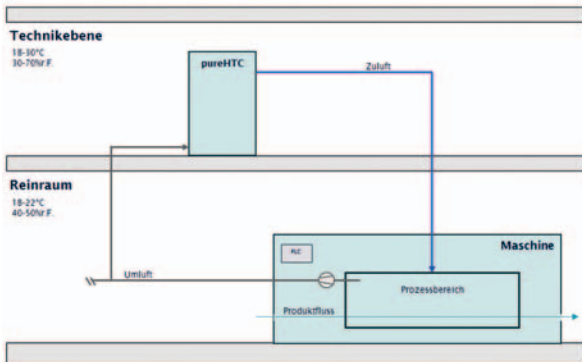 Technikebene
18-30°C
30-70%r.F.
pureHTC
Zuluft
Reinraum
18-22°C
40-50%r.F.
Maschine
PLC
Umluft
Prozessbereich
Produktfluss